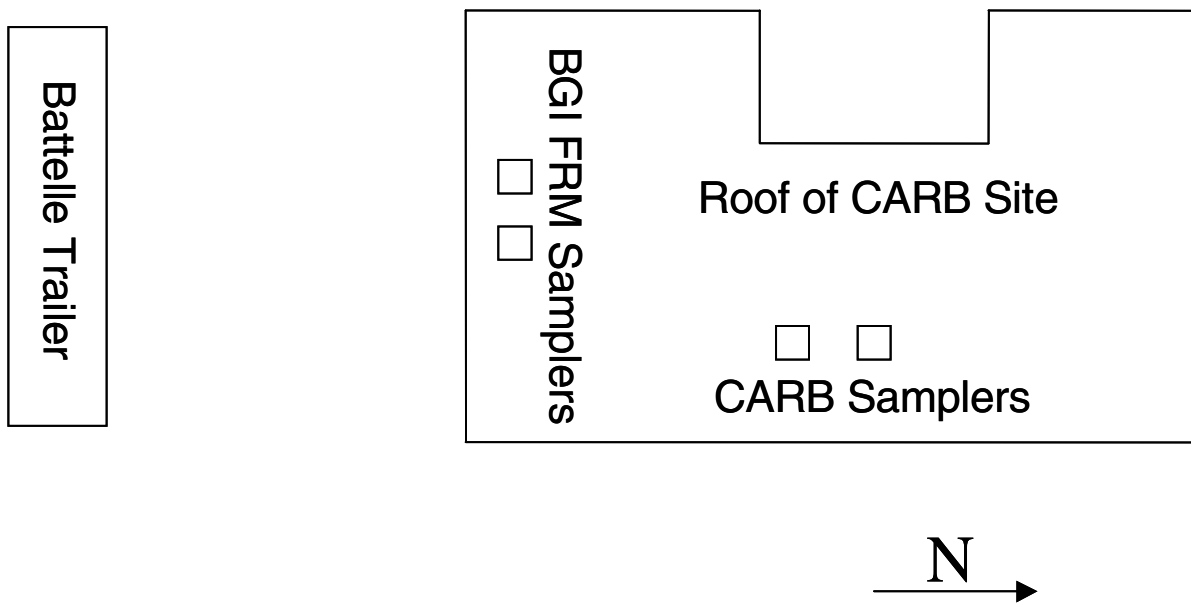 Battelle Trailer
BGI FRM Samplers
Roof of CARB Site
CARB Samplers
N